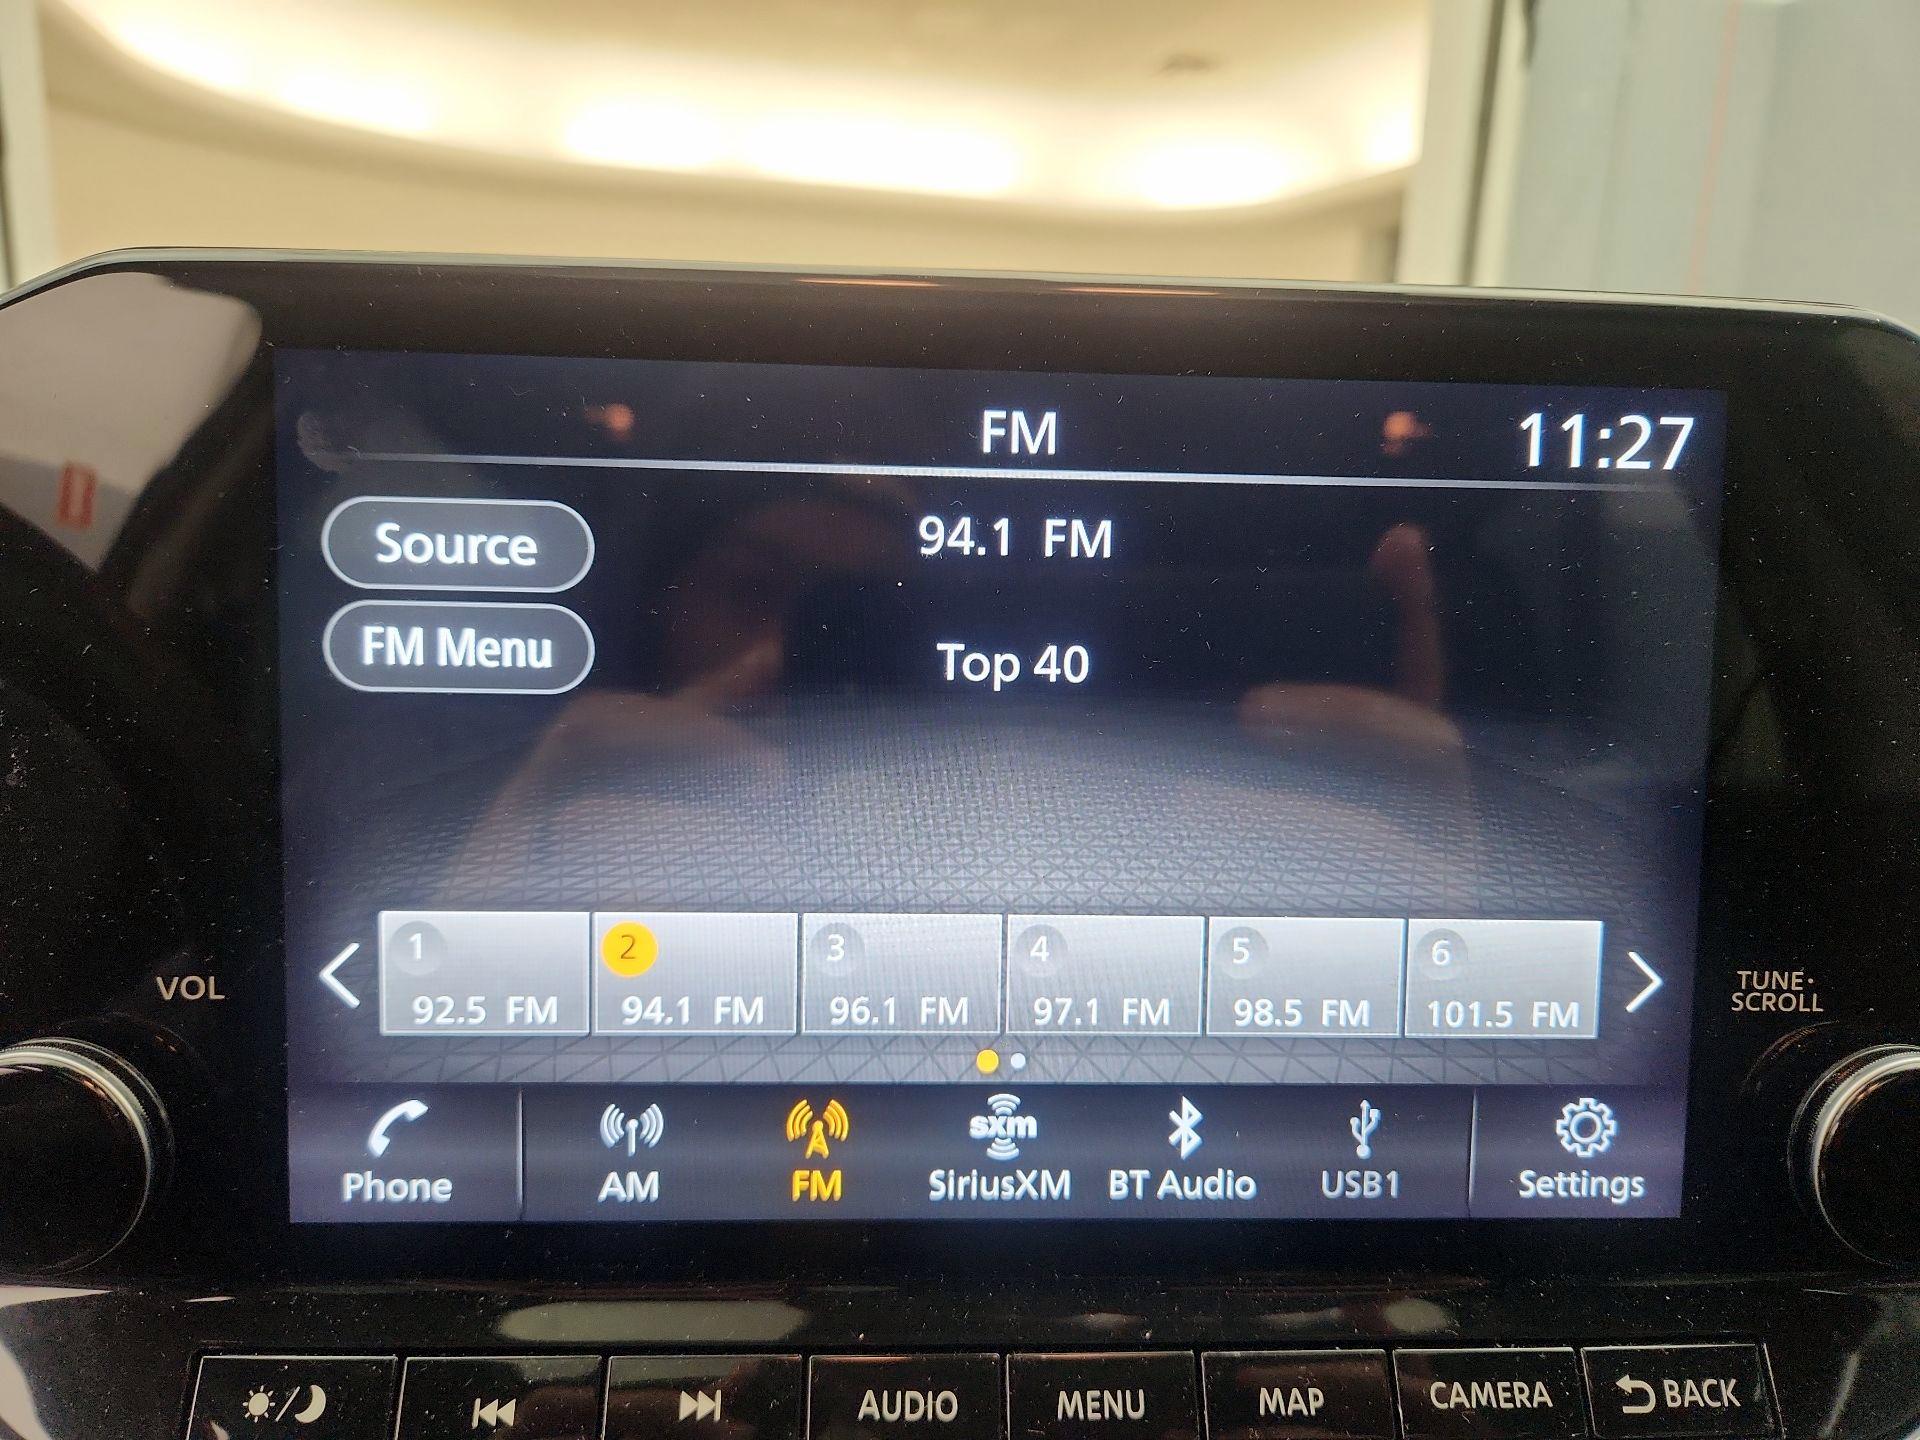 FM
11:27
Source
94.1 FM
FM Menu
Top 40
1
2
3
4
5
6
92.5 FM
94.1 FM
96.1 FM
97.1 FM
98.5 FM
101.5 FM
VOL
TUNE·
SCROLL
sxm
Phone
AM
FM
SiriusXM
BT Audio
USB1
Settings
AUDIO
MENU
MAP
CAMERA
BACK